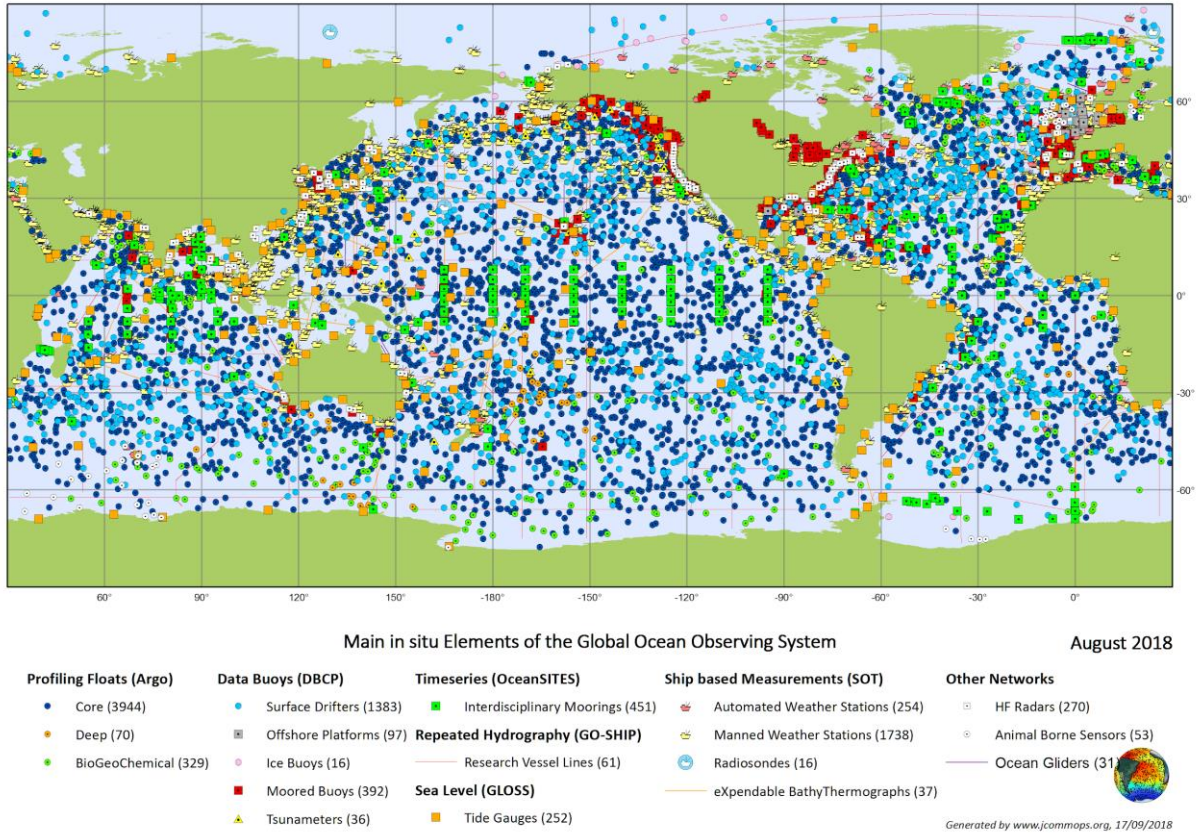 60°
30°
0°
-30°
-60°
60° 90° 120° 150° -180° -150° -120° -90° -60° -30° 0°
Main in situ Elements of the Global Ocean Observing System August 2018
Profiling Floats (Argo)
Core (3944)
Deep (70)
BioGeoChemical (329)
Data Buoys (DBCP)
Surface Drifters (1383)
Offshore Platforms (97)
Ice Buoys (16)
Moored Buoys (392)
Tsunameters (36)
Timeseries (OceanSITES)
Interdisciplinary Moorings (451)
Repeated Hydrography (GO-SHIP)
Research Vessel Lines (61)
Sea Level (GLOSS)
Tide Gauges (252)
Ship based Measurements (SOT)
Automated Weather Stations (254)
Manned Weather Stations (1738)
Radiosondes (16)
eXpendable BathyThermographs (37)
Other Networks
HF Radars (270)
Animal Borne Sensors (53)
Ocean Gliders (31)
Generated by www.jcommops.org, 17/09/2018